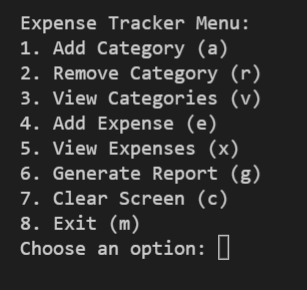 Expense Tracker Menu:
1. Add Category (a)
2. Remove Category (r)
3. View Categories (v)
4. Add Expense (e)
5. View Expenses (x)
6. Generate Report (g)
7. Clear Screen (c)
8. Exit (m)
Choose an option: